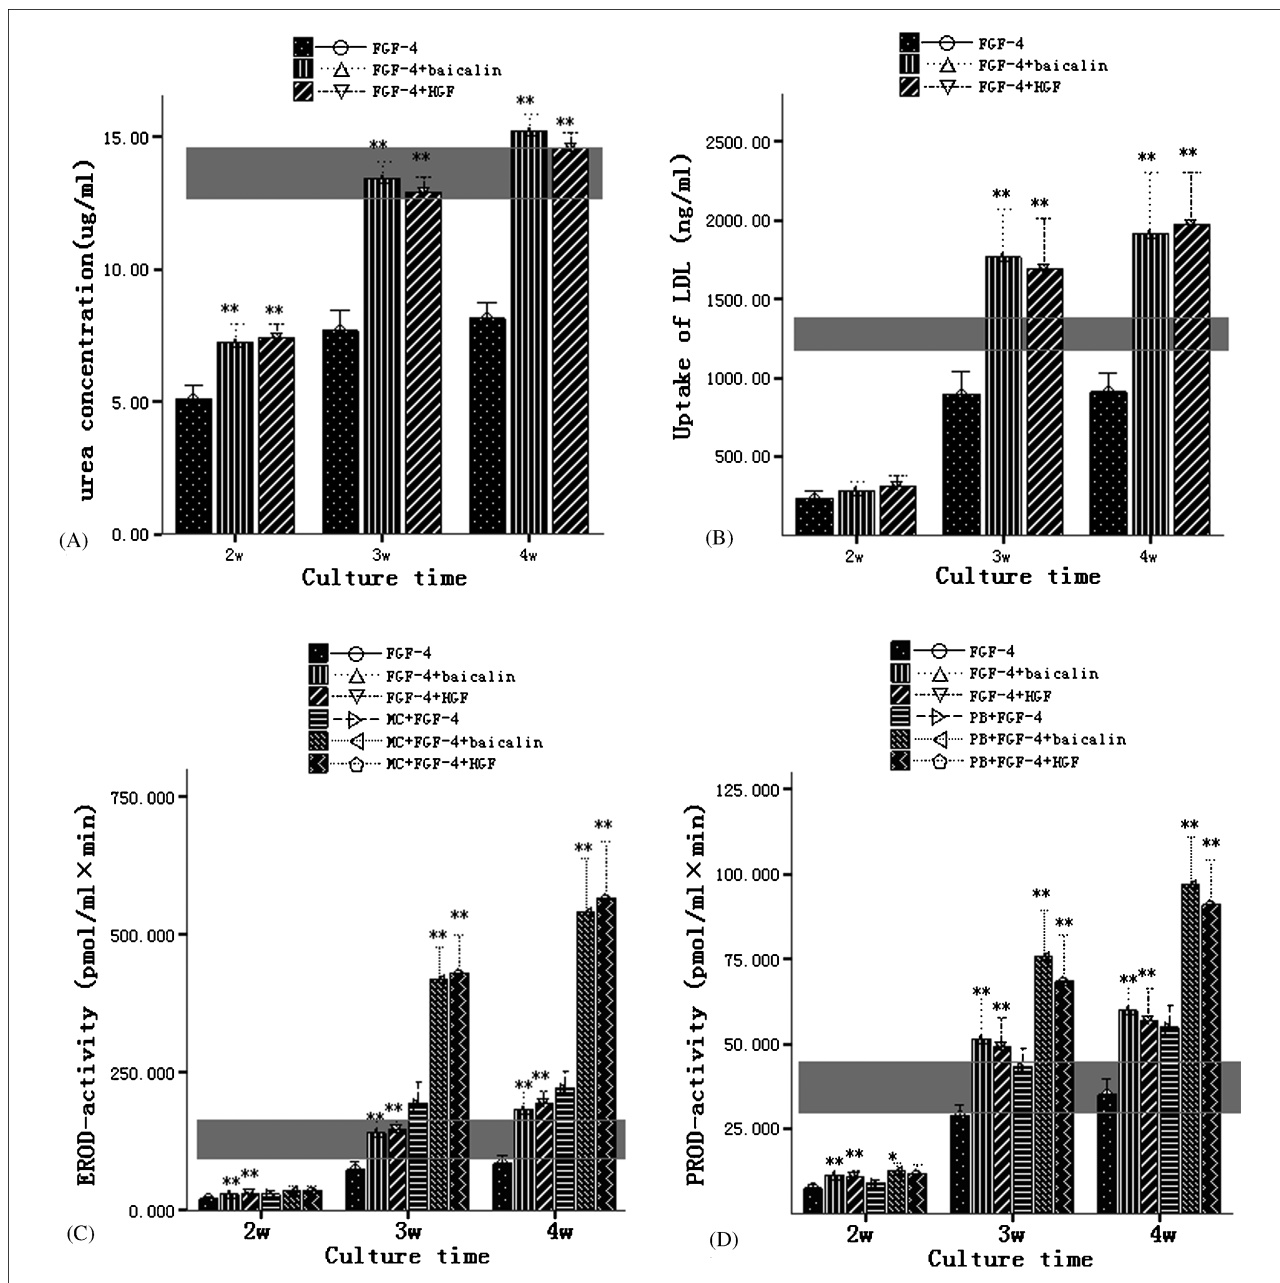 FGF-4
FGF-4+baicalin
FGF-4+HGF
**
**
**
**
**
**
15.00
10.00
5.00
0.00
urea concentration(ug/ml)
2w
3w
4w
Culture time
(A)
FGF-4
FGF-4+baicalin
FGF-4+HGF
**
**
**
**
2500.00
2000.00
1500.00
1000.00
500.00
Uptake of LDL (ng/ml)
2w
3w
4w
Culture time
(B)
FGF-4
FGF-4+baicalin
FGF-4+HGF
MC+FGF-4
MC+FGF-4+baicalin
MC+FGF-4+HGF
**
**
**
**
**
**
**
**
**
**
750.000
500.000
250.000
0.000
EROD-activity (pmol/ml×min)
2w
3w
4w
Culture time
(C)
FGF-4
FGF-4+baicalin
FGF-4+HGF
PB+FGF-4
PB+FGF-4+baicalin
PB+FGF-4+HGF
**
**
*
**
**
**
**
**
**
**
**
125.000
100.000
75.000
50.000
25.000
PROD-activity (pmol/ml×min)
2w
3w
4w
Culture time
(D)